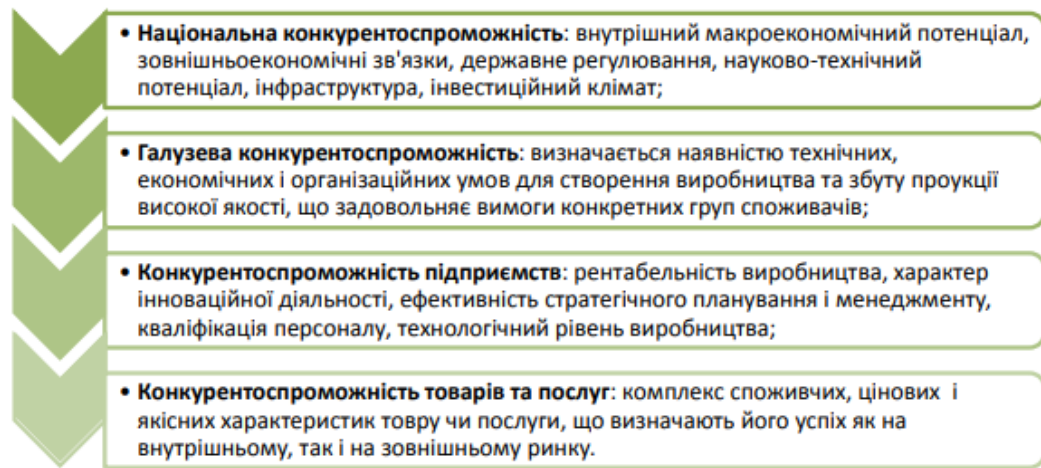 • Національна конкурентоспроможність: внутрішний макроекономічний потенціал,
зовнішньоекономічні зв'язки, державне регулювання, науково-технічний
потенціал, інфраструктура, інвестиційний клімат;
• Галузева конкурентоспроможність: визначається наявністю технічних,
економічних і організаційних умов для створення виробництва та збуту проукції
високої якості, що задовольняє вимоги конкретних груп споживачів;
• Конкурентоспроможність підприємств: рентабельність виробництва, характер
інноваційної діяльності, ефективність стратегічного планування і менеджменту,
кваліфікація персоналу, технологічний рівень виробництва;
• Конкурентоспроможність товарів та послуг: комплекс споживчих, цінових і
якісних характеристик товру чи послуги, що визначають його успіх як на
внутрішньому, так і на зовнішньому ринку.